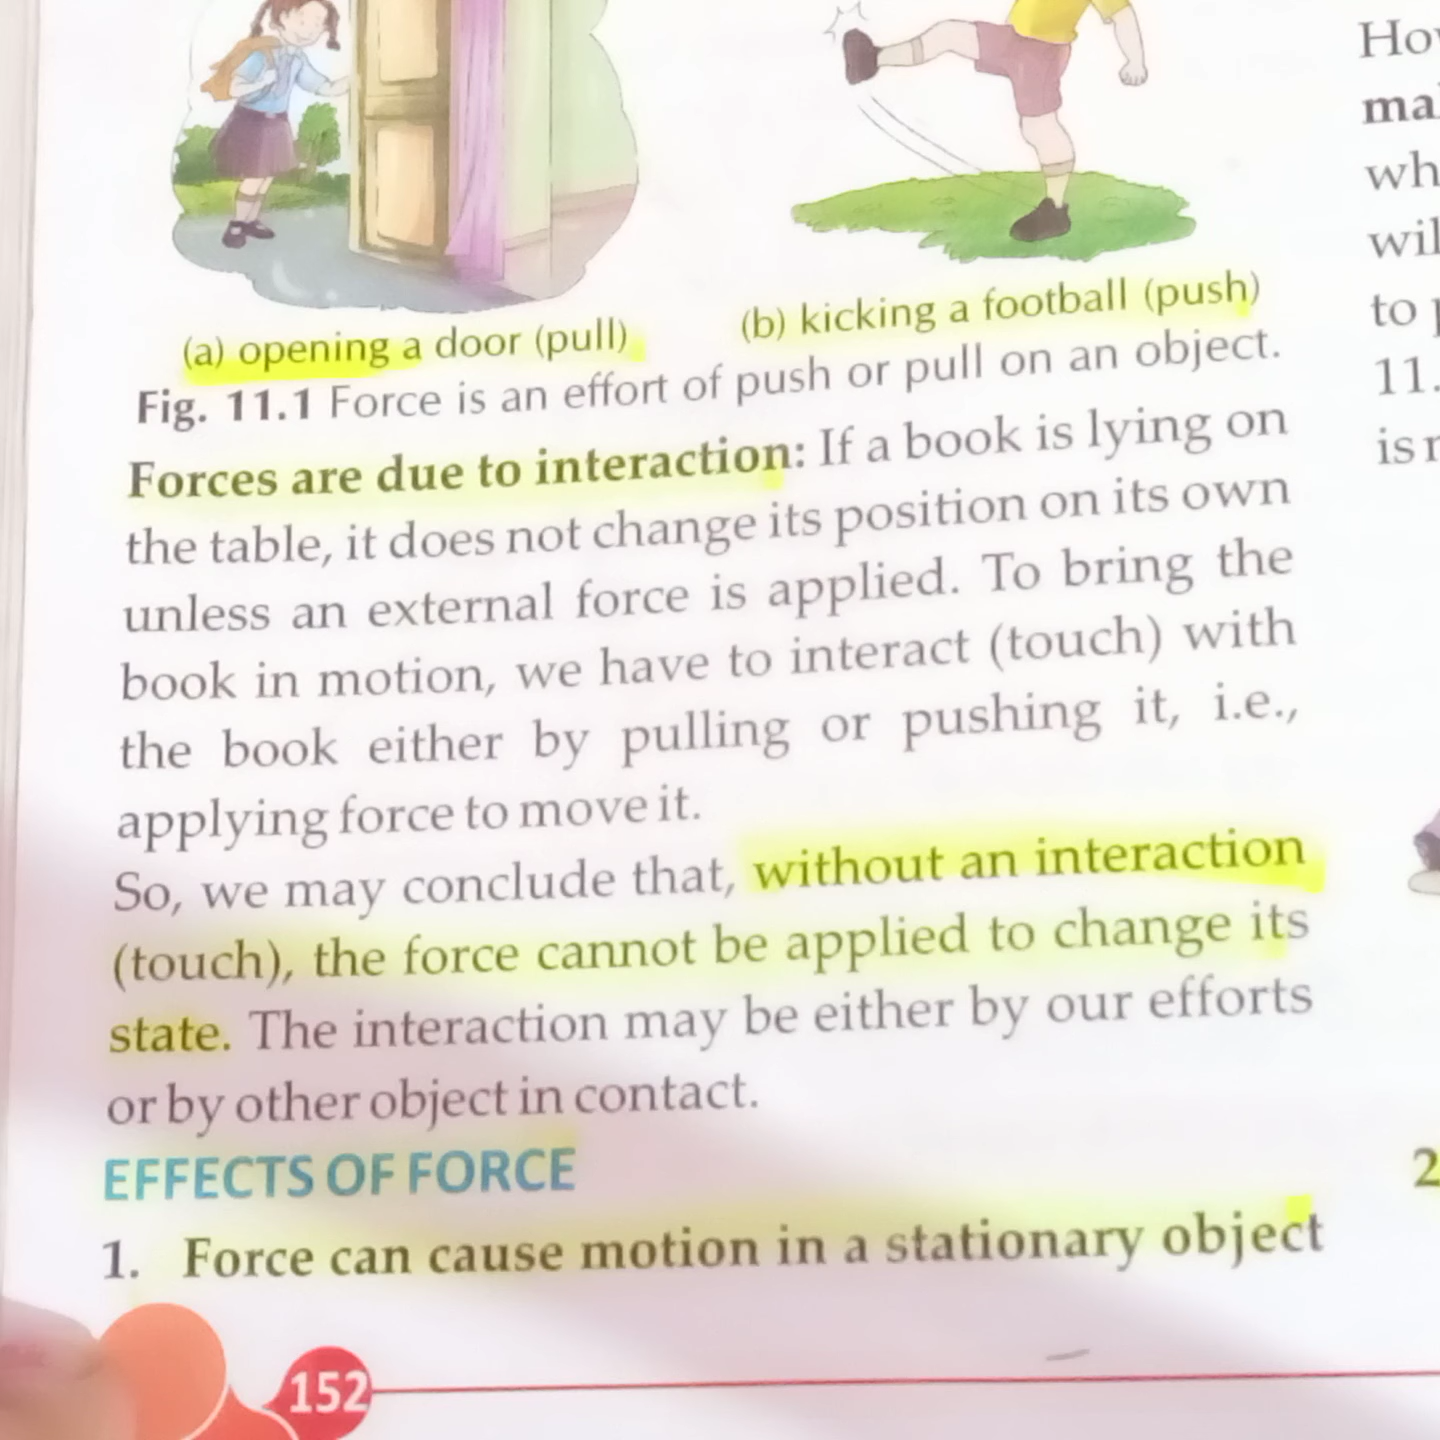 (a) opening a door (pull)
(b) kicking a football (push)
Fig. 11.1 Force is an effort of push or pull on an object.
Forces are due to interaction: If a book is lying on
the table, it does not change its position on its own
unless an external force is applied. To bring the
book in motion, we have to interact (touch) with
the book either by pulling or pushing it, i.e.,
applying force to move it.
So, we may conclude that, without an interaction
(touch), the force cannot be applied to change its
state. The interaction may be either by our efforts
or by other object in contact.
EFFECTS OF FORCE
1. Force can cause motion in a stationary object
152
to
11.
is
2